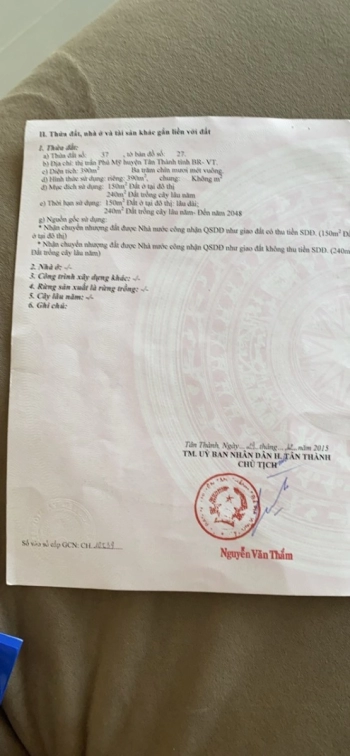 II. Thửa đất, nhà ở và tài sản khác gắn liền với đất
1. Thửa đất:
a) Thửa đất số: 37 , tờ bản đồ số: 27.
b) Địa chỉ: thị trấn Phú Mỹ huyện Tân Thành tỉnh BR- VT.
c) Diện tích: 390m² Ba trăm chín mươi mét vuông.
d) Hình thức sử dụng: riêng: 390m², chung: Không m²
đ) Mục đích sử dụng: 150m² Đất ở tại đô thị
240m² Đất trồng cây lâu năm
e) Thời hạn sử dụng: 150m² Đất ở tại đô thị: lâu dài;
240m² Đất trồng cây lâu năm- Đến năm 2048
g) Nguồn gốc sử dụng:
* Nhận chuyển nhượng đất được Nhà nước công nhận QSDĐ như giao đất có thu tiền SDĐ. (150m² Đất
ở tại đô thị)
* Nhận chuyển nhượng đất được Nhà nước công nhận QSDĐ như giao đất không thu tiền SDĐ. (240m²
Đất trồng cây lâu năm)
2. Nhà ở: -/-
3. Công trình xây dựng khác: -/-
4. Rừng sản xuất là rừng trồng: -/-
5. Cây lâu năm: -/-
6. Ghi chú:
Tân Thành, Ngày tháng năm 2015
TM. UỶ BAN NHÂN DÂN H. TÂN THÀNH
CHỦ TỊCH
Nguyễn Văn Thắm
Số vào sổ cấp GCN: CH